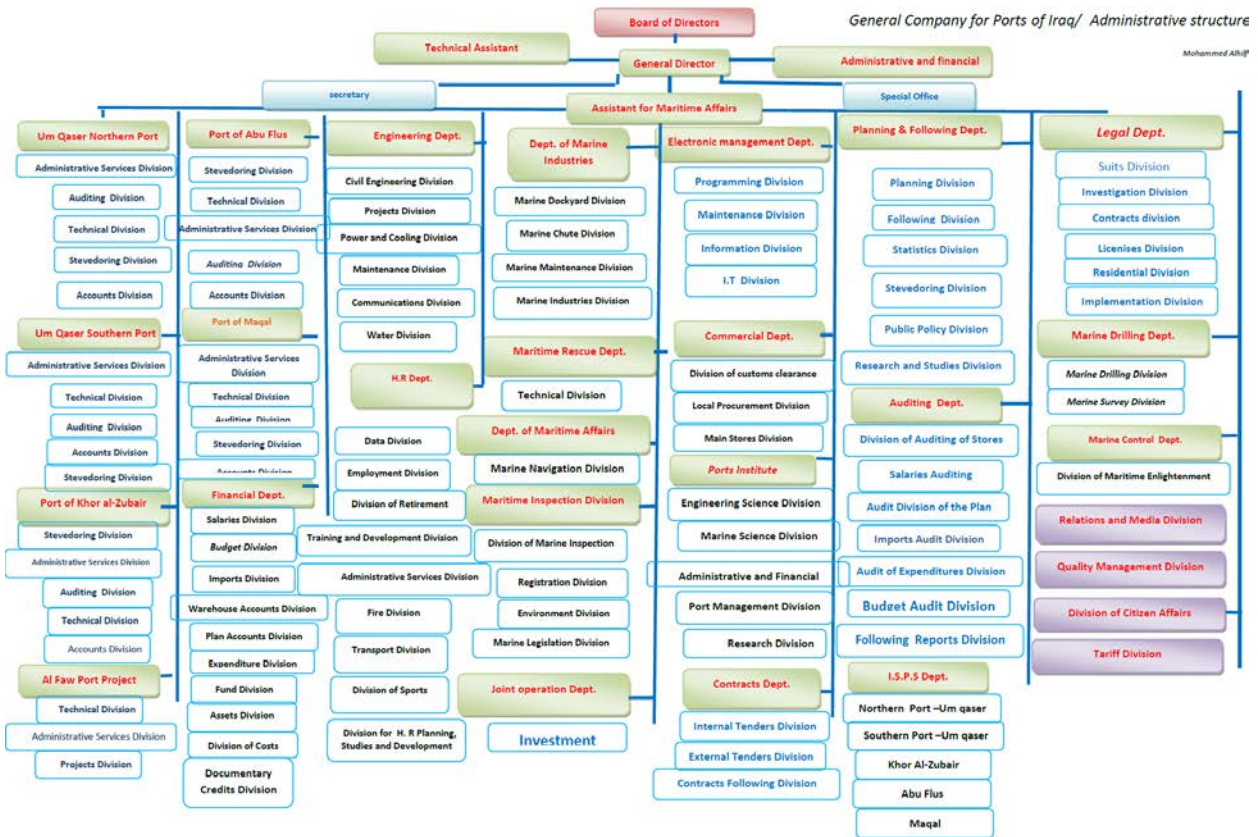 General Company for Ports of Iraq/ Administrative structure
Mohammed Alhilf
Board of Directors
Technical Assistant
General Director
Administrative and financial
secretary
Assistant for Maritime Affairs
Special Office
Um Qaser Northern Port
Administrative Services Division
Auditing Division
Technical Division
Stevedoring Division
Accounts Division
Um Qaser Southern Port
Administrative Services Division
Technical Division
Auditing Division
Accounts Division
Stevedoring Division
Port of Khor al-Zubair
Stevedoring Division
Administrative Services Division
Auditing Division
Technical Division
Accounts Division
Al Faw Port Project
Technical Division
Administrative Services Division
Projects Division
Port of Abu Flus
Stevedoring Division
Technical Division
Administrative Services Division
Auditing Division
Accounts Division
Port of Maqal
Administrative Services
Division
Technical Division
Auditing Division
Stevedoring Division
Accounts Division
Financial Dept.
Salaries Division
Budget Division
Imports Division
Warehouse Accounts Division
Plan Accounts Division
Expenditure Division
Fund Division
Assets Division
Division of Costs
Documentary
Credits Division
Engineering Dept.
Civil Engineering Division
Projects Division
Power and Cooling Division
Maintenance Division
Communications Division
Water Division
H.R Dept.
Data Division
Employment Division
Division of Retirement
Training and Development Division
Administrative Services Division
Fire Division
Transport Division
Division of Sports
Division for H. R Planning,
Studies and Development
Dept. of Marine
Industries
Marine Dockyard Division
Marine Chute Division
Marine Maintenance Division
Marine Industries Division
Maritime Rescue Dept.
Technical Division
Dept. of Maritime Affairs
Marine Navigation Division
Maritime Inspection Division
Division of Marine Inspection
Registration Division
Environment Division
Marine Legislation Division
Joint operation Dept.
Investment
Electronic management Dept.
Programming Division
Maintenance Division
Information Division
I.T Division
Commercial Dept.
Division of customs clearance
Local Procurement Division
Main Stores Division
Ports Institute
Engineering Science Division
Marine Science Division
Administrative and Financial
Port Management Division
Research Division
Contracts Dept.
Internal Tenders Division
External Tenders Division
Contracts Following Division
Planning & Following Dept.
Planning Division
Following Division
Statistics Division
Stevedoring Division
Public Policy Division
Research and Studies Division
Auditing Dept.
Division of Auditing of Stores
Salaries Auditing
Audit Division of the Plan
Imports Audit Division
Audit of Expenditures Division
Budget Audit Division
Following Reports Division
I.S.P.S Dept.
Northern Port –Um qaser
Southern Port –Um qaser
Khor Al-Zubair
Abu Flus
Maqal
Legal Dept.
Suits Division
Investigation Division
Contracts division
Licenises Division
Residential Division
Implementation Division
Marine Drilling Dept.
Marine Drilling Division
Marine Survey Division
Marine Control Dept.
Division of Maritime Enlightenment
Relations and Media Division
Quality Management Division
Division of Citizen Affairs
Tariff Division